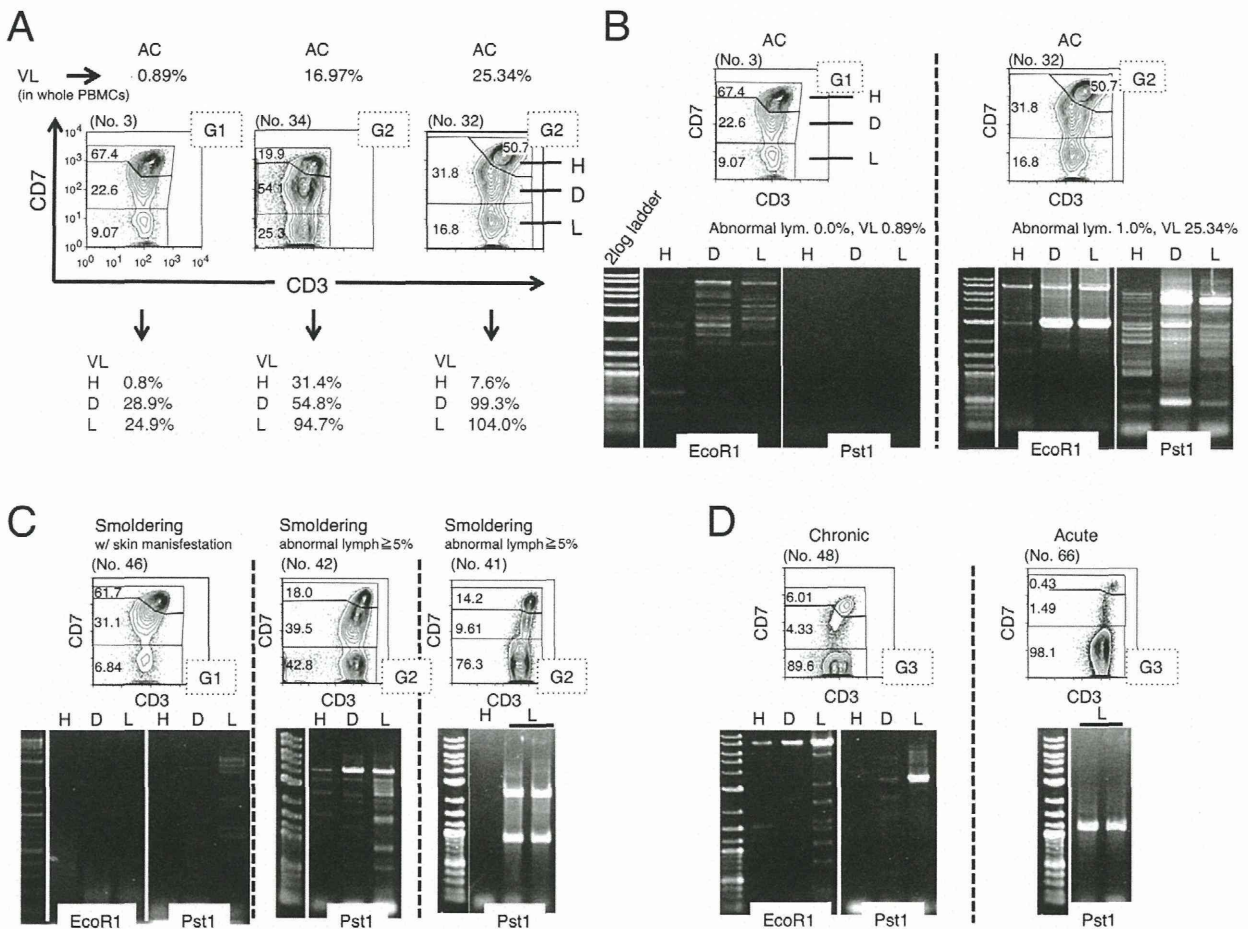 A
AC AC AC
VL 0.89% 16.97% 25.34%
(in whole PBMCs)
(No. 3) (No. 34) (No. 32)
G1 G2 G2
CD7
10⁴
10³
10²
10¹
10⁰
67.4
22.6
9.07
19.9
54.1
25.3
50.7
31.8
16.8
H
D
L
10⁰ 10¹ 10² 10³ 10⁴
CD3
VL VL VL
H 0.8% H 31.4% H 7.6%
D 28.9% D 54.8% D 99.3%
L 24.9% L 94.7% L 104.0%
B
AC AC
(No. 3) (No. 32)
G1 G2
CD7
67.4
22.6
9.07
H
D
L
CD3
CD7
50.7
31.8
16.8
CD3
2log ladder
Abnormal lym. 0.0%, VL 0.89%
H D L H D L
EcoR1 Pst1
Abnormal lym. 1.0%, VL 25.34%
H D L H D L
EcoR1 Pst1
C
Smoldering
w/ skin manisfestation
(No. 46)
CD7
61.7
31.1
6.84
G1
CD3
H D L H D L
EcoR1 Pst1
Smoldering
abnormal lymph≧5%
(No. 42)
CD7
18.0
39.5
42.8
G2
CD3
H D L
Pst1
Smoldering
abnormal lymph≧5%
(No. 41)
CD7
14.2
9.61
76.3
G2
CD3
H L
Pst1
D
Chronic
(No. 48)
CD7
6.01
4.33
89.6
G3
CD3
H D L H D L
EcoR1 Pst1
Acute
(No. 66)
CD7
0.43
1.49
98.1
G3
CD3
L
Pst1